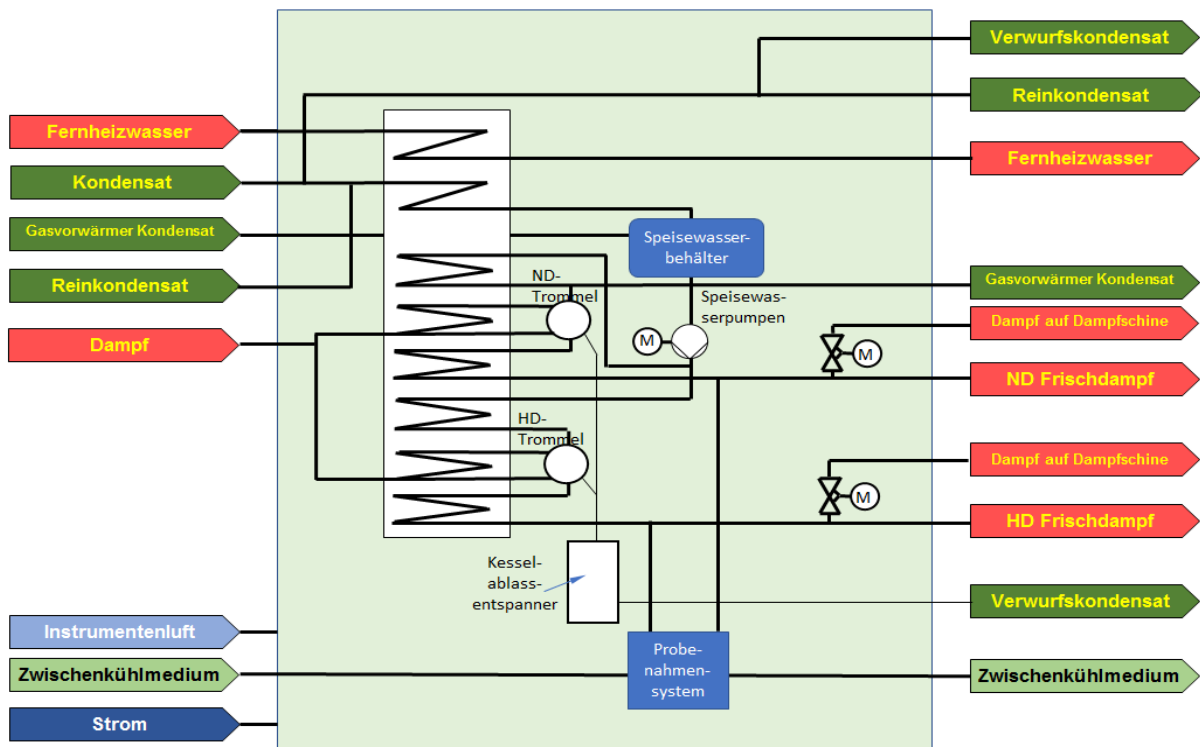 Verwurfskondensat
Reinkondensat
Fernheizwasser
Fernheizwasser
Kondensat
Gasvorwärmer Kondensat
Speisewasser-
behälter
Reinkondensat
ND-
Trommel
Gasvorwärmer Kondensat
Speisewas-
serpumpen
Dampf auf Dampfschine
Dampf
M
M
ND Frischdampf
HD-
Trommel
Dampf auf Dampfschine
M
HD Frischdampf
Kessel-
ablass-
entspanner
Verwurfskondensat
Instrumentenluft
Probe-
nahmen-
system
Zwischenkühlmedium
Zwischenkühlmedium
Strom